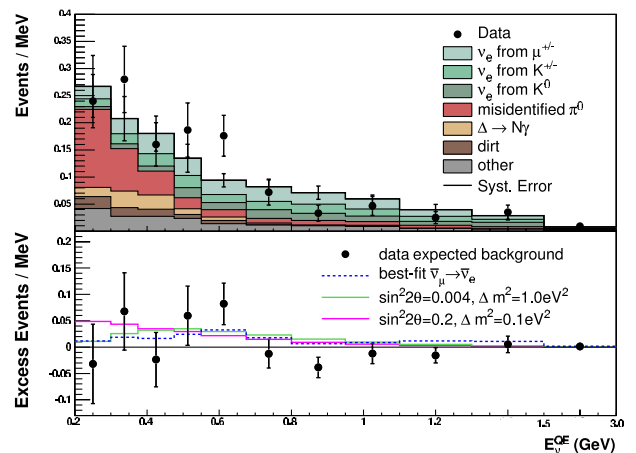 Events / MeV
0.4
0.35
0.3
0.25
0.2
0.15
0.1
0.05
Data
νe from μ+/-
νe from K+/-
νe from K0
misidentified π0
Δ → Nγ
dirt
other
Syst. Error
Excess Events / MeV
0.2
0.15
0.1
0.05
0
-0.05
-0.1
data expected background
best-fit ν̄μ→ν̄e
sin²2θ=0.004, Δ m²=1.0eV²
sin²2θ=0.2, Δ m²=0.1eV²
0.2 0.4 0.6 0.8 1 1.2 1.5 3.0
EνQE (GeV)